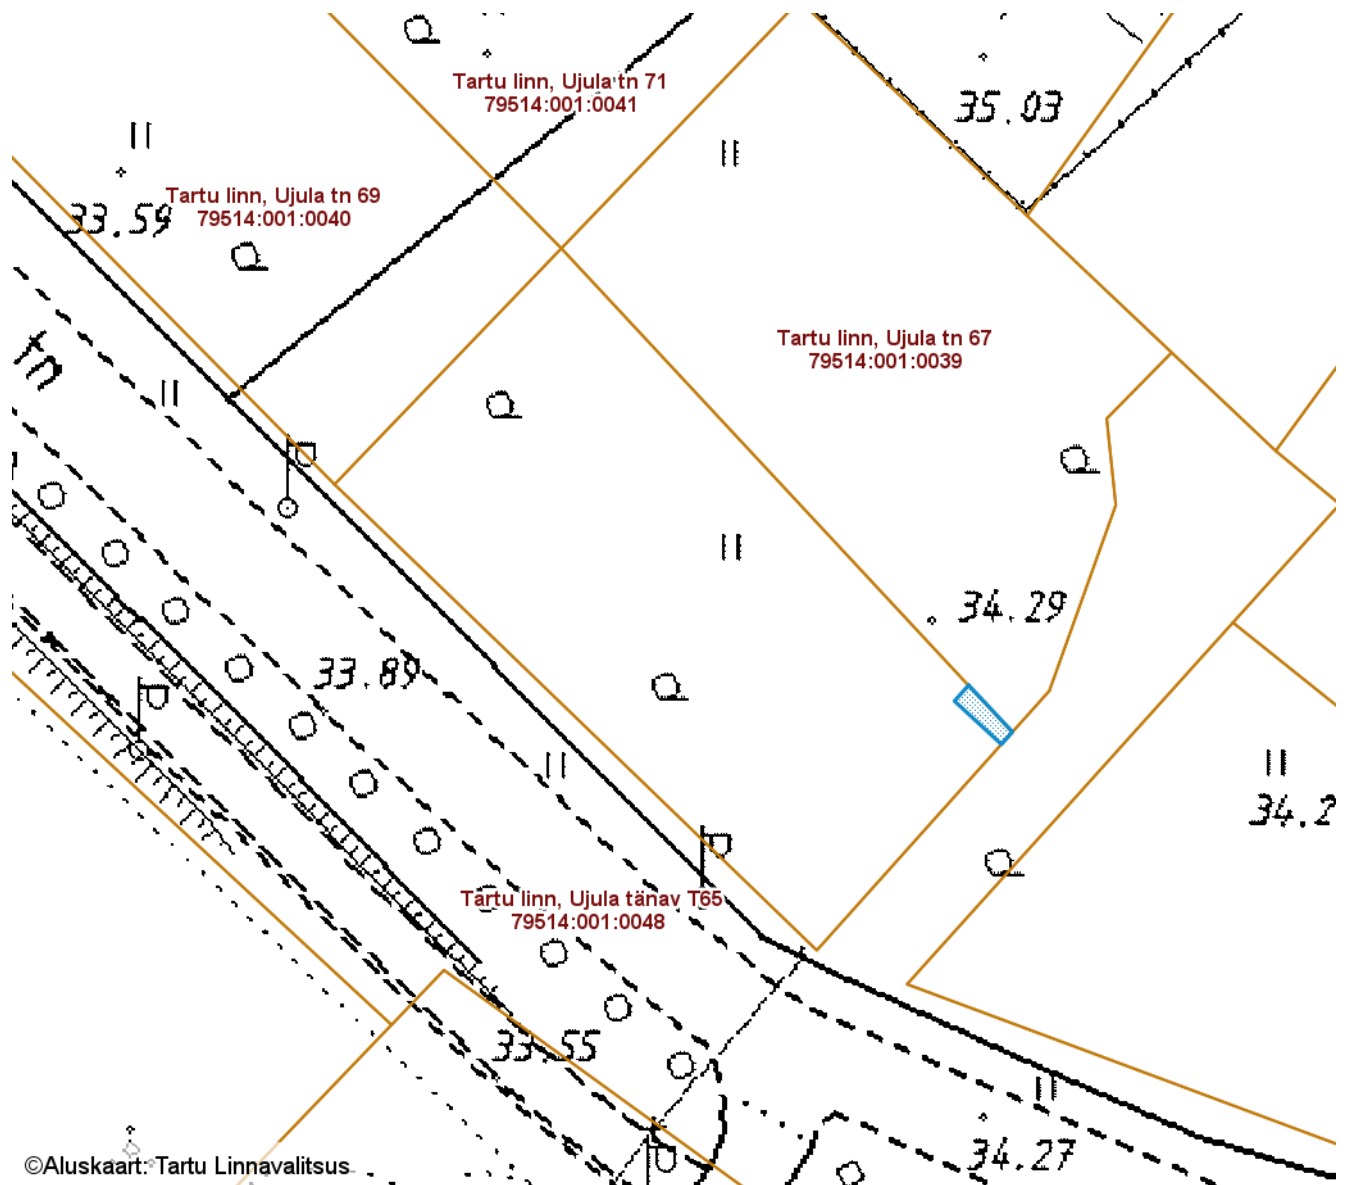 Tartu linn, Ujula tn 71
79514:001:0041
35.03
Tartu linn, Ujula tn 69
79514:001:0040
33.59
Tartu linn, Ujula tn 67
79514:001:0039
tn
34.29
33.89
34.2
Tartu linn, Ujula tänav T65
79514:001:0048
33.55
34.27
©Aluskaart: Tartu Linnavalitsus